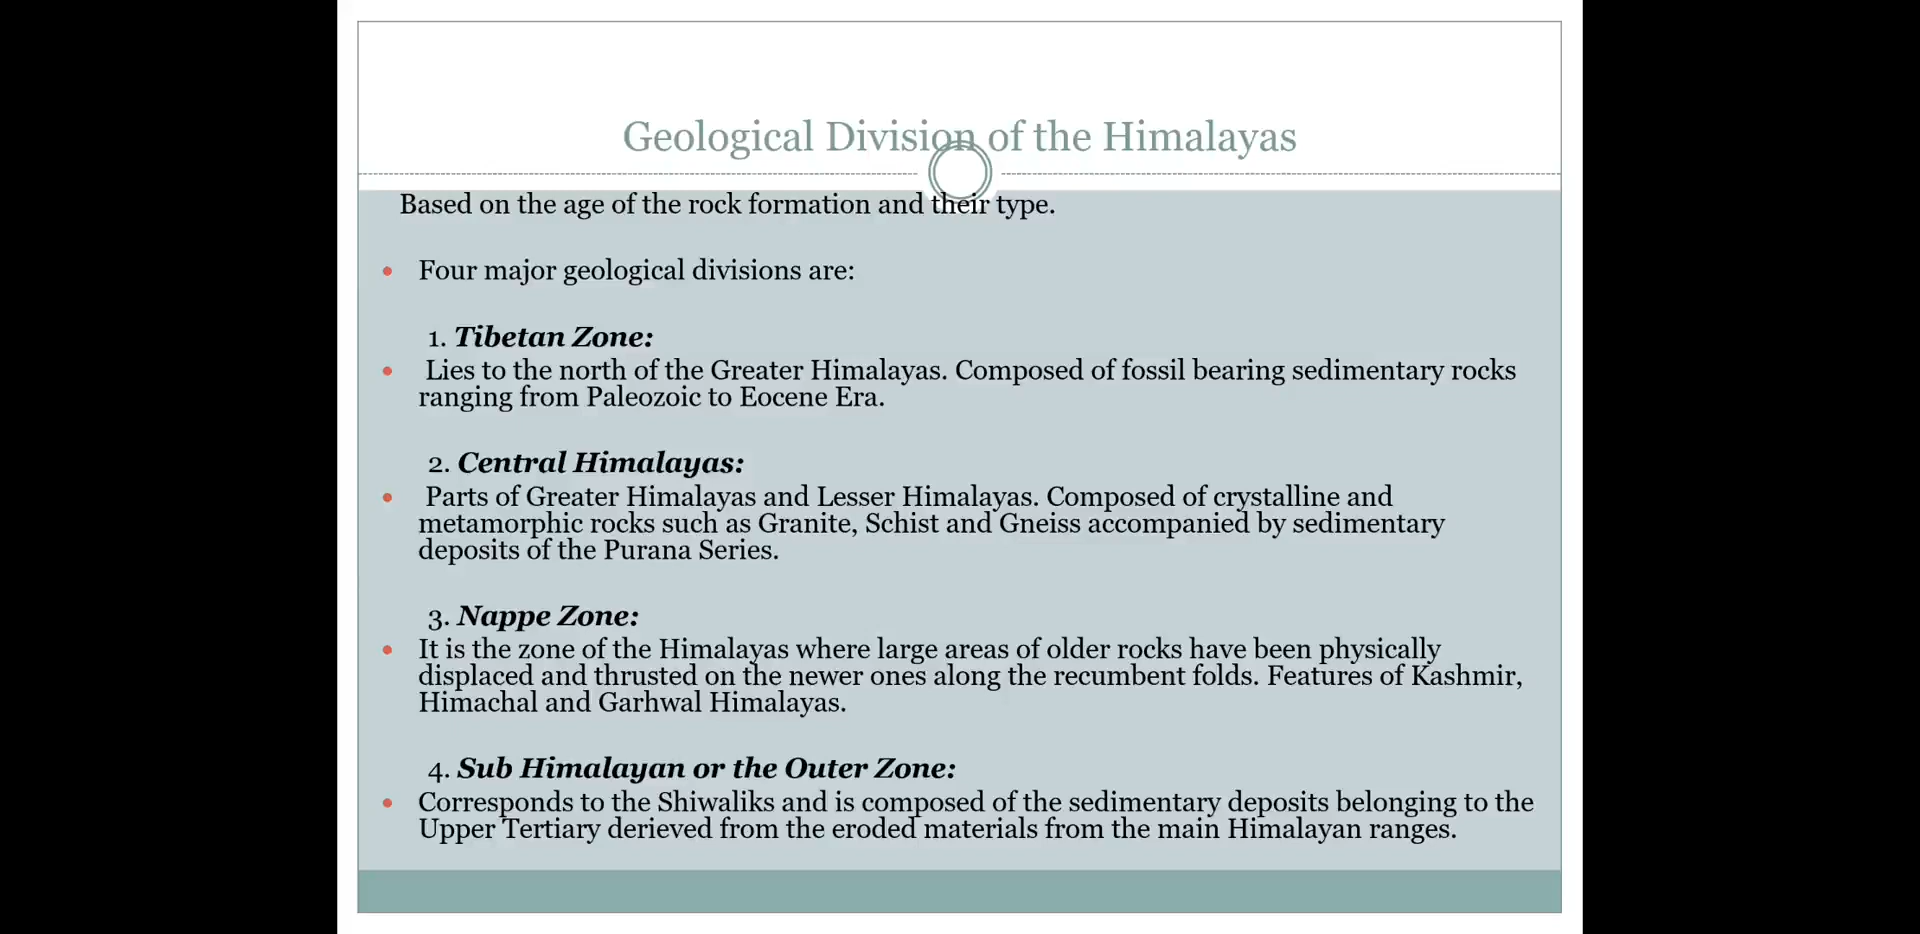 Geological Division of the Himalayas
Based on the age of the rock formation and their type.
• Four major geological divisions are:
1. Tibetan Zone:
• Lies to the north of the Greater Himalayas. Composed of fossil bearing sedimentary rocks
ranging from Paleozoic to Eocene Era.
2. Central Himalayas:
• Parts of Greater Himalayas and Lesser Himalayas. Composed of crystalline and
metamorphic rocks such as Granite, Schist and Gneiss accompanied by sedimentary
deposits of the Purana Series.
3. Nappe Zone:
• It is the zone of the Himalayas where large areas of older rocks have been physically
displaced and thrusted on the newer ones along the recumbent folds. Features of Kashmir,
Himachal and Garhwal Himalayas.
4. Sub Himalayan or the Outer Zone:
• Corresponds to the Shiwaliks and is composed of the sedimentary deposits belonging to the
Upper Tertiary derieved from the eroded materials from the main Himalayan ranges.